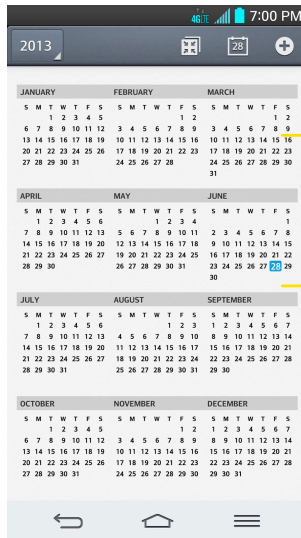 4G LTE 7:00 PM
2013
28
JANUARY
S M T W T F S
1 2 3 4 5
6 7 8 9 10 11 12
13 14 15 16 17 18 19
20 21 22 23 24 25 26
27 28 29 30 31
FEBRUARY
S M T W T F S
1 2
3 4 5 6 7 8 9
10 11 12 13 14 15 16
17 18 19 20 21 22 23
24 25 26 27 28
MARCH
S M T W T F S
1 2
3 4 5 6 7 8 9
10 11 12 13 14 15 16
17 18 19 20 21 22 23
24 25 26 27 28 29 30
31
APRIL
S M T W T F S
1 2 3 4 5 6
7 8 9 10 11 12 13
14 15 16 17 18 19 20
21 22 23 24 25 26 27
28 29 30
MAY
S M T W T F S
1 2 3 4
5 6 7 8 9 10 11
12 13 14 15 16 17 18
19 20 21 22 23 24 25
26 27 28 29 30 31
JUNE
S M T W T F S
1
2 3 4 5 6 7 8
9 10 11 12 13 14 15
16 17 18 19 20 21 22
23 24 25 26 27 28 29
30
JULY
S M T W T F S
1 2 3 4 5 6
7 8 9 10 11 12 13
14 15 16 17 18 19 20
21 22 23 24 25 26 27
28 29 30 31
AUGUST
S M T W T F S
1 2 3
4 5 6 7 8 9 10
11 12 13 14 15 16 17
18 19 20 21 22 23 24
25 26 27 28 29 30 31
SEPTEMBER
S M T W T F S
1 2 3 4 5 6 7
8 9 10 11 12 13 14
15 16 17 18 19 20 21
22 23 24 25 26 27 28
29 30
OCTOBER
S M T W T F S
1 2 3 4 5
6 7 8 9 10 11 12
13 14 15 16 17 18 19
20 21 22 23 24 25 26
27 28 29 30 31
NOVEMBER
S M T W T F S
1 2
3 4 5 6 7 8 9
10 11 12 13 14 15 16
17 18 19 20 21 22 23
24 25 26 27 28 29 30
DECEMBER
S M T W T F S
1 2 3 4 5 6 7
8 9 10 11 12 13 14
15 16 17 18 19 20 21
22 23 24 25 26 27 28
29 30 31